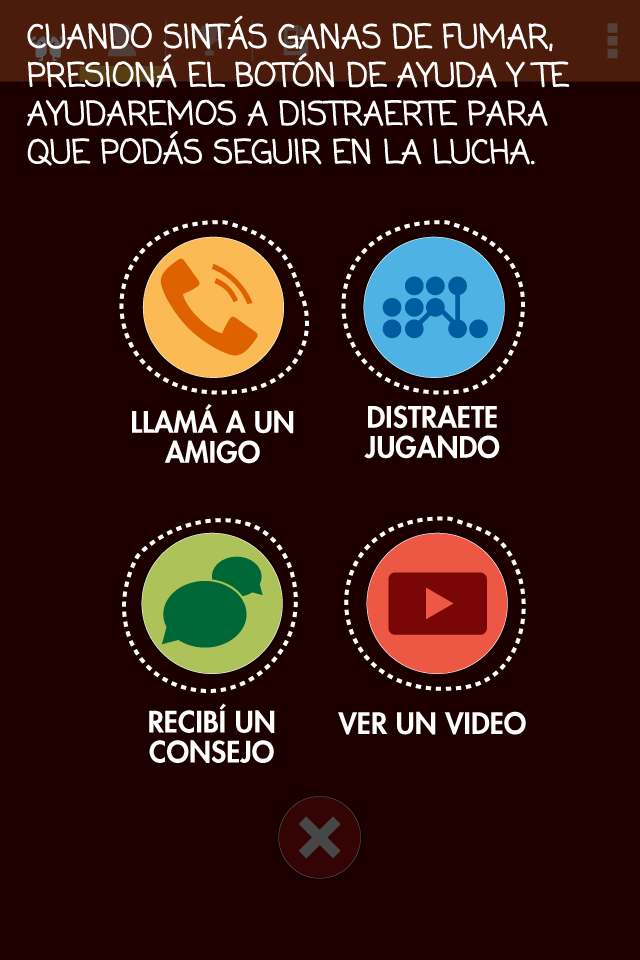 CUANDO SINTÁS GANAS DE FUMAR,
PRESIONÁ EL BOTÓN DE AYUDA Y TE
AYUDAREMOS A DISTRAERTE PARA
QUE PODÁS SEGUIR EN LA LUCHA.
LLAMÁ A UN
AMIGO
DISTRAETE
JUGANDO
RECIBÍ UN
CONSEJO
VER UN VIDEO